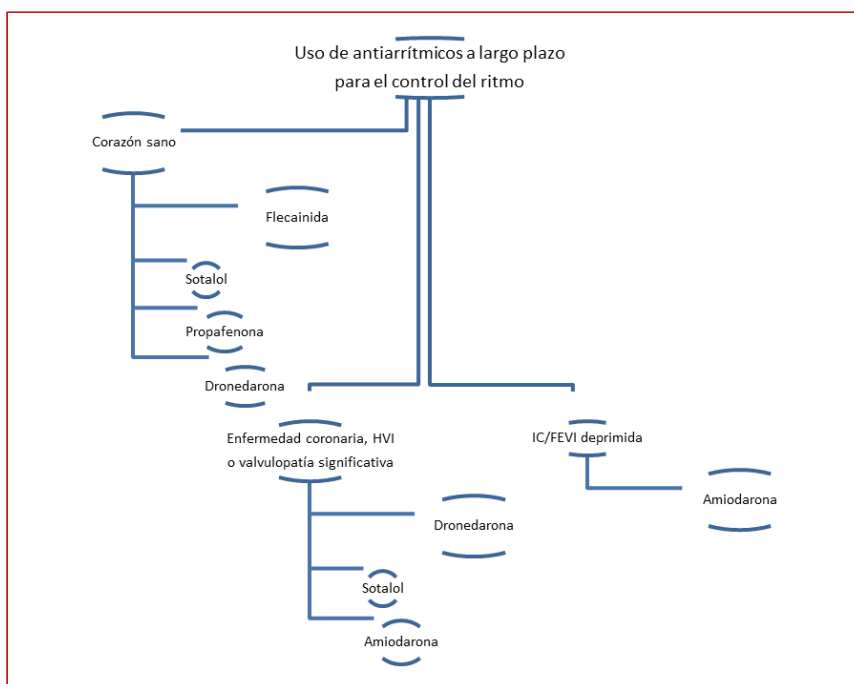 Uso de antiarrítmicos a largo plazo
para el control del ritmo
Corazón sano
Flecainida
Sotalol
Propafenona
Dronedarona
Enfermedad coronaria, HVI
o valvulopatía significativa
Dronedarona
Sotalol
Amiodarona
IC/FEVI deprimida
Amiodarona